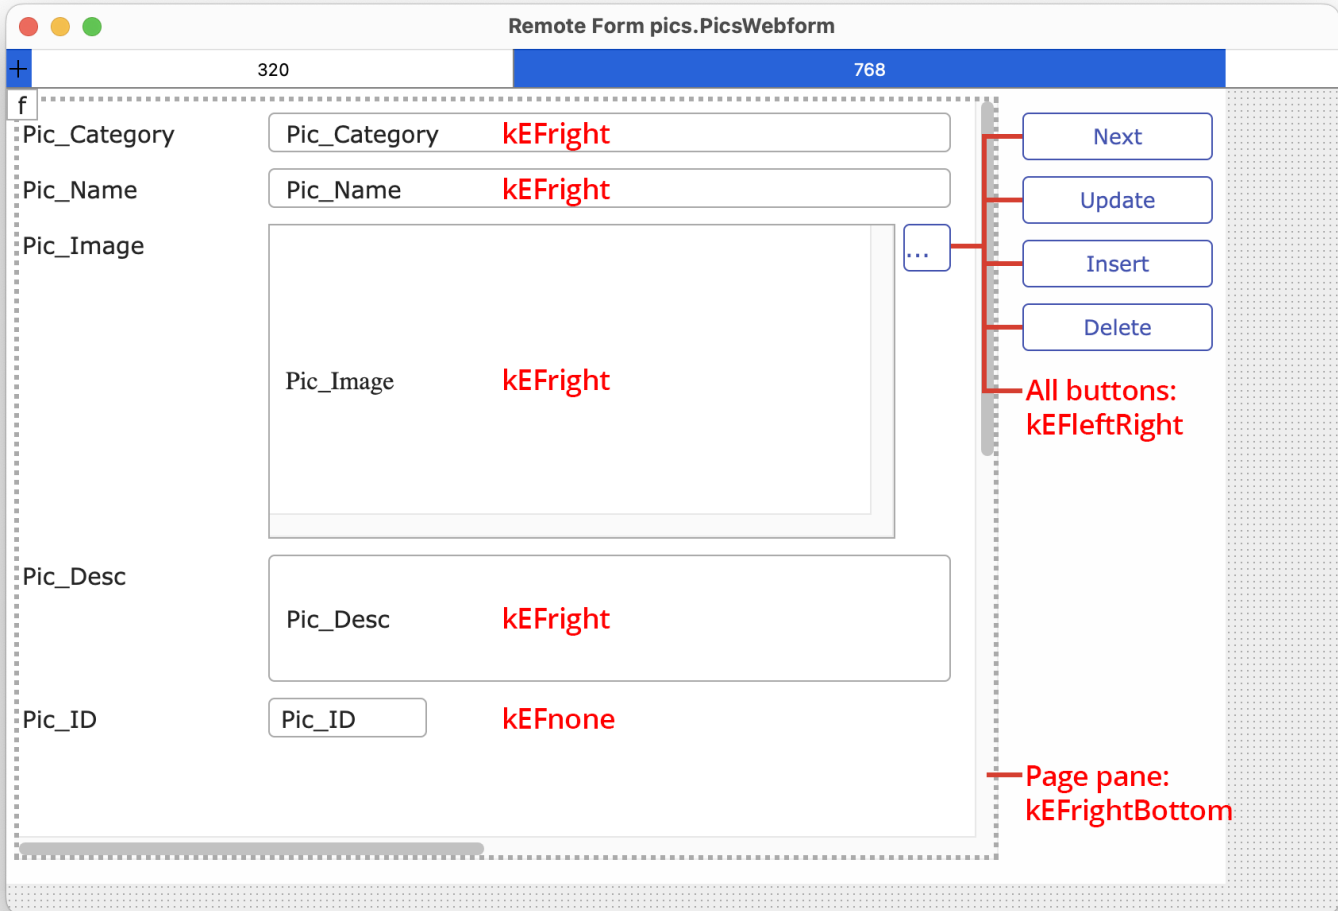 Remote Form pics.PicsWebform
+ 320 768
f
Pic_Category Pic_Category kEFright Next
Pic_Name Pic_Name kEFright Update
Pic_Image ... Insert
Delete
Pic_Image kEFright All buttons:
kEFleftRight
Pic_Desc
Pic_Desc kEFright
Pic_ID Pic_ID kEFnone
Page pane:
kEFrightBottom